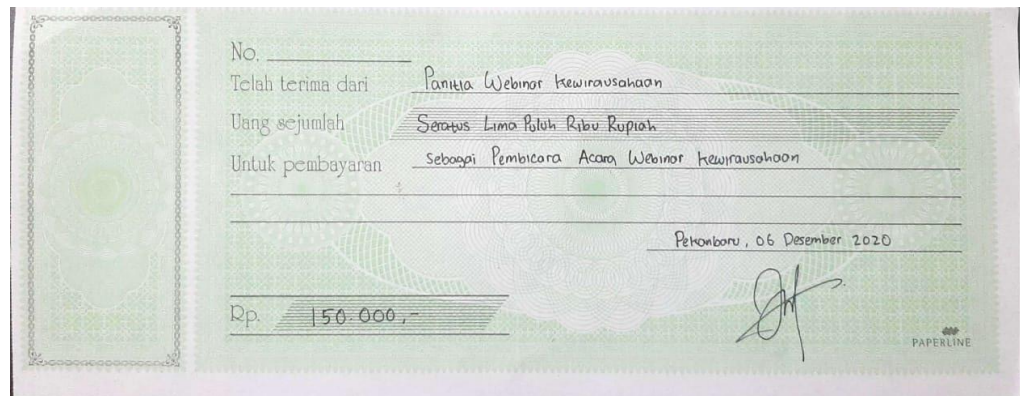 No.
Telah terima dari Panitia Webinar Kewirausahaan
Uang sejumlah Seratus Lima Puluh Ribu Rupiah
Untuk pembayaran Sebagai Pembicara Acara Webinar Kewirausahaan
Pekanbaru, 06 Desember 2020
Rp. 150.000,-
PAPERLINE